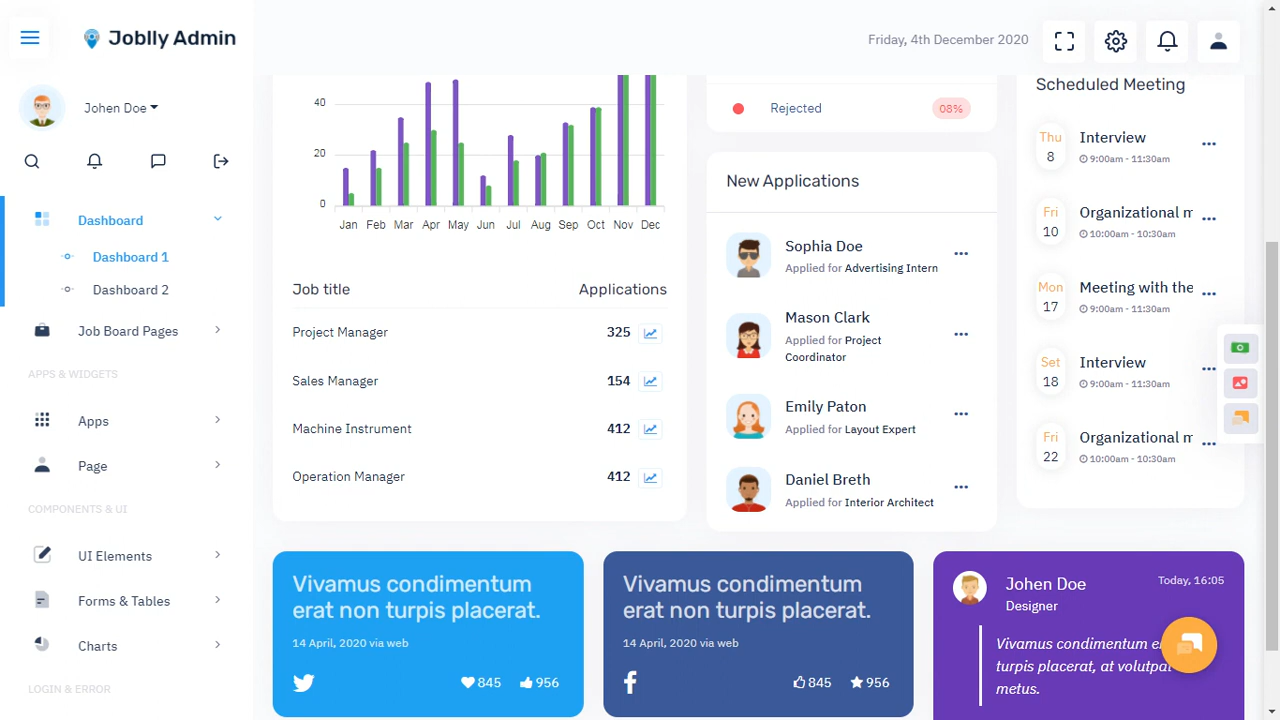 Joblly Admin
Friday, 4th December 2020
Johen Doe
Dashboard
Dashboard 1
Dashboard 2
Job Board Pages
APPS & WIDGETS
Apps
Page
COMPONENTS & UI
UI Elements
Forms & Tables
Charts
LOGIN & ERROR
40
20
0
Jan Feb Mar Apr May Jun Jul Aug Sep Oct Nov Dec
Job title Applications
Project Manager 325
Sales Manager 154
Machine Instrument 412
Operation Manager 412
Rejected 08%
New Applications
Sophia Doe
Applied for Advertising Intern
Mason Clark
Applied for Project
Coordinator
Emily Paton
Applied for Layout Expert
Daniel Breth
Applied for Interior Architect
Scheduled Meeting
Thu
8
Interview
9:00am - 11:30am
Fri
10
Organizational m
10:00am - 10:30am
Mon
17
Meeting with the
9:00am - 11:30am
Set
18
Interview
9:00am - 11:30am
Fri
22
Organizational m
10:00am - 10:30am
Vivamus condimentum
erat non turpis placerat.
14 April, 2020 via web
845 956
Vivamus condimentum
erat non turpis placerat.
14 April, 2020 via web
845 956
Johen Doe
Designer
Today, 16:05
Vivamus condimentum
turpis placerat, at volutpat
metus.